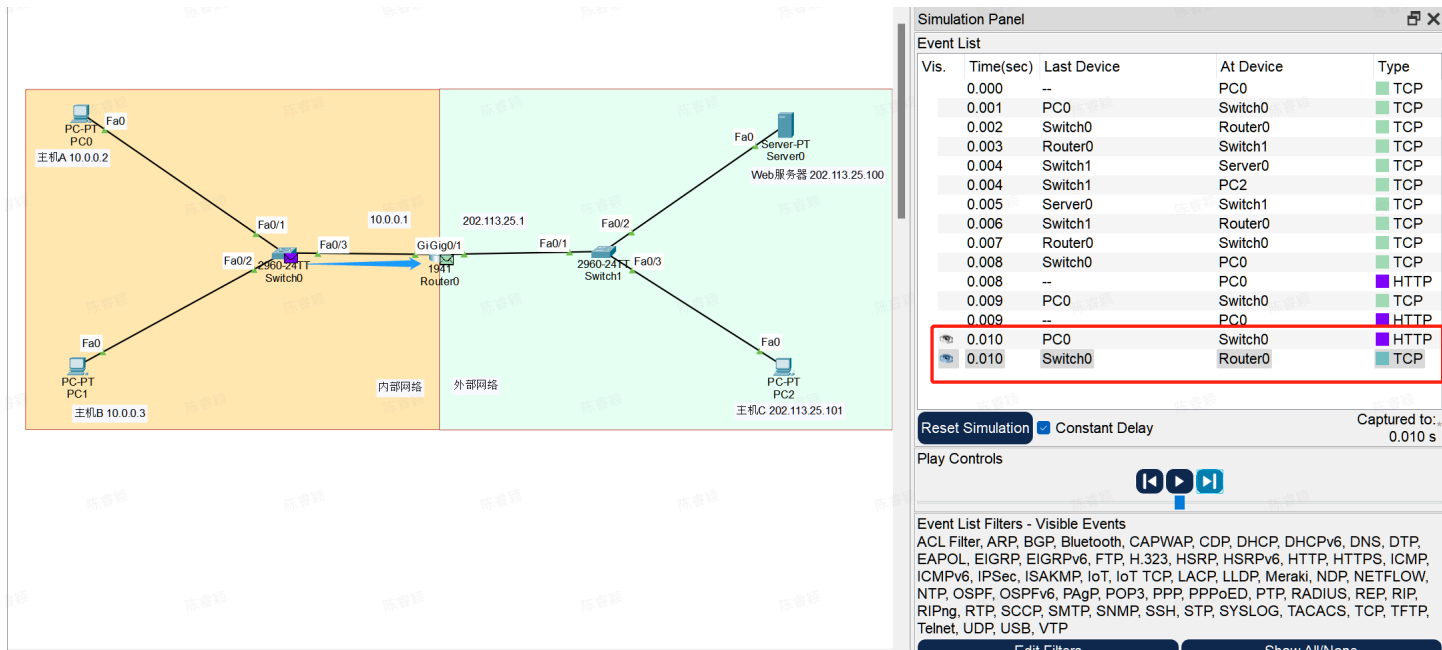 Simulation Panel
Event List
Vis. Time(sec) Last Device At Device Type
0.000 -- PC0 TCP
0.001 PC0 Switch0 TCP
0.002 Switch0 Router0 TCP
0.003 Router0 Switch1 TCP
0.004 Switch1 Server0 TCP
0.004 Switch1 PC2 TCP
0.005 Server0 Switch1 TCP
0.006 Switch1 Router0 TCP
0.007 Router0 Switch0 TCP
0.008 Switch0 PC0 TCP
0.008 -- PC0 HTTP
0.009 PC0 Switch0 TCP
0.009 -- PC0 HTTP
0.010 PC0 Switch0 HTTP
0.010 Switch0 Router0 TCP
Reset Simulation Constant Delay
Captured to:
0.010 s
Play Controls
Event List Filters - Visible Events
ACL Filter, ARP, BGP, Bluetooth, CAPWAP, CDP, DHCP, DHCPv6, DNS, DTP,
EAPOL, EIGRP, EIGRPv6, FTP, H.323, HSRP, HSRPv6, HTTP, HTTPS, ICMP,
ICMPv6, IPSec, ISAKMP, IoT, IoT TCP, LACP, LLDP, Meraki, NDP, NETFLOW,
NTP, OSPF, OSPFv6, PAgP, POP3, PPP, PPPoED, PTP, RADIUS, REP, RIP,
RIPng, RTP, SCCP, SMTP, SNMP, SSH, STP, SYSLOG, TACACS, TCP, TFTP,
Telnet, UDP, USB, VTP
Edit Filters Show All/None
Fa0
PC-PT
PC0
主机A 10.0.0.2
Fa0
Server-PT
Server0
Web服务器 202.113.25.100
Fa0/1
10.0.0.1
202.113.25.1
Fa0/2
Fa0/2
Fa0/3
GiGig0/1
Fa0/1
Fa0/3
2960-24TT
Switch0
1941
Router0
2960-24TT
Switch1
Fa0
PC-PT
PC1
主机B 10.0.0.3
内部网络
外部网络
Fa0
PC-PT
PC2
主机C 202.113.25.101
陈睿颖